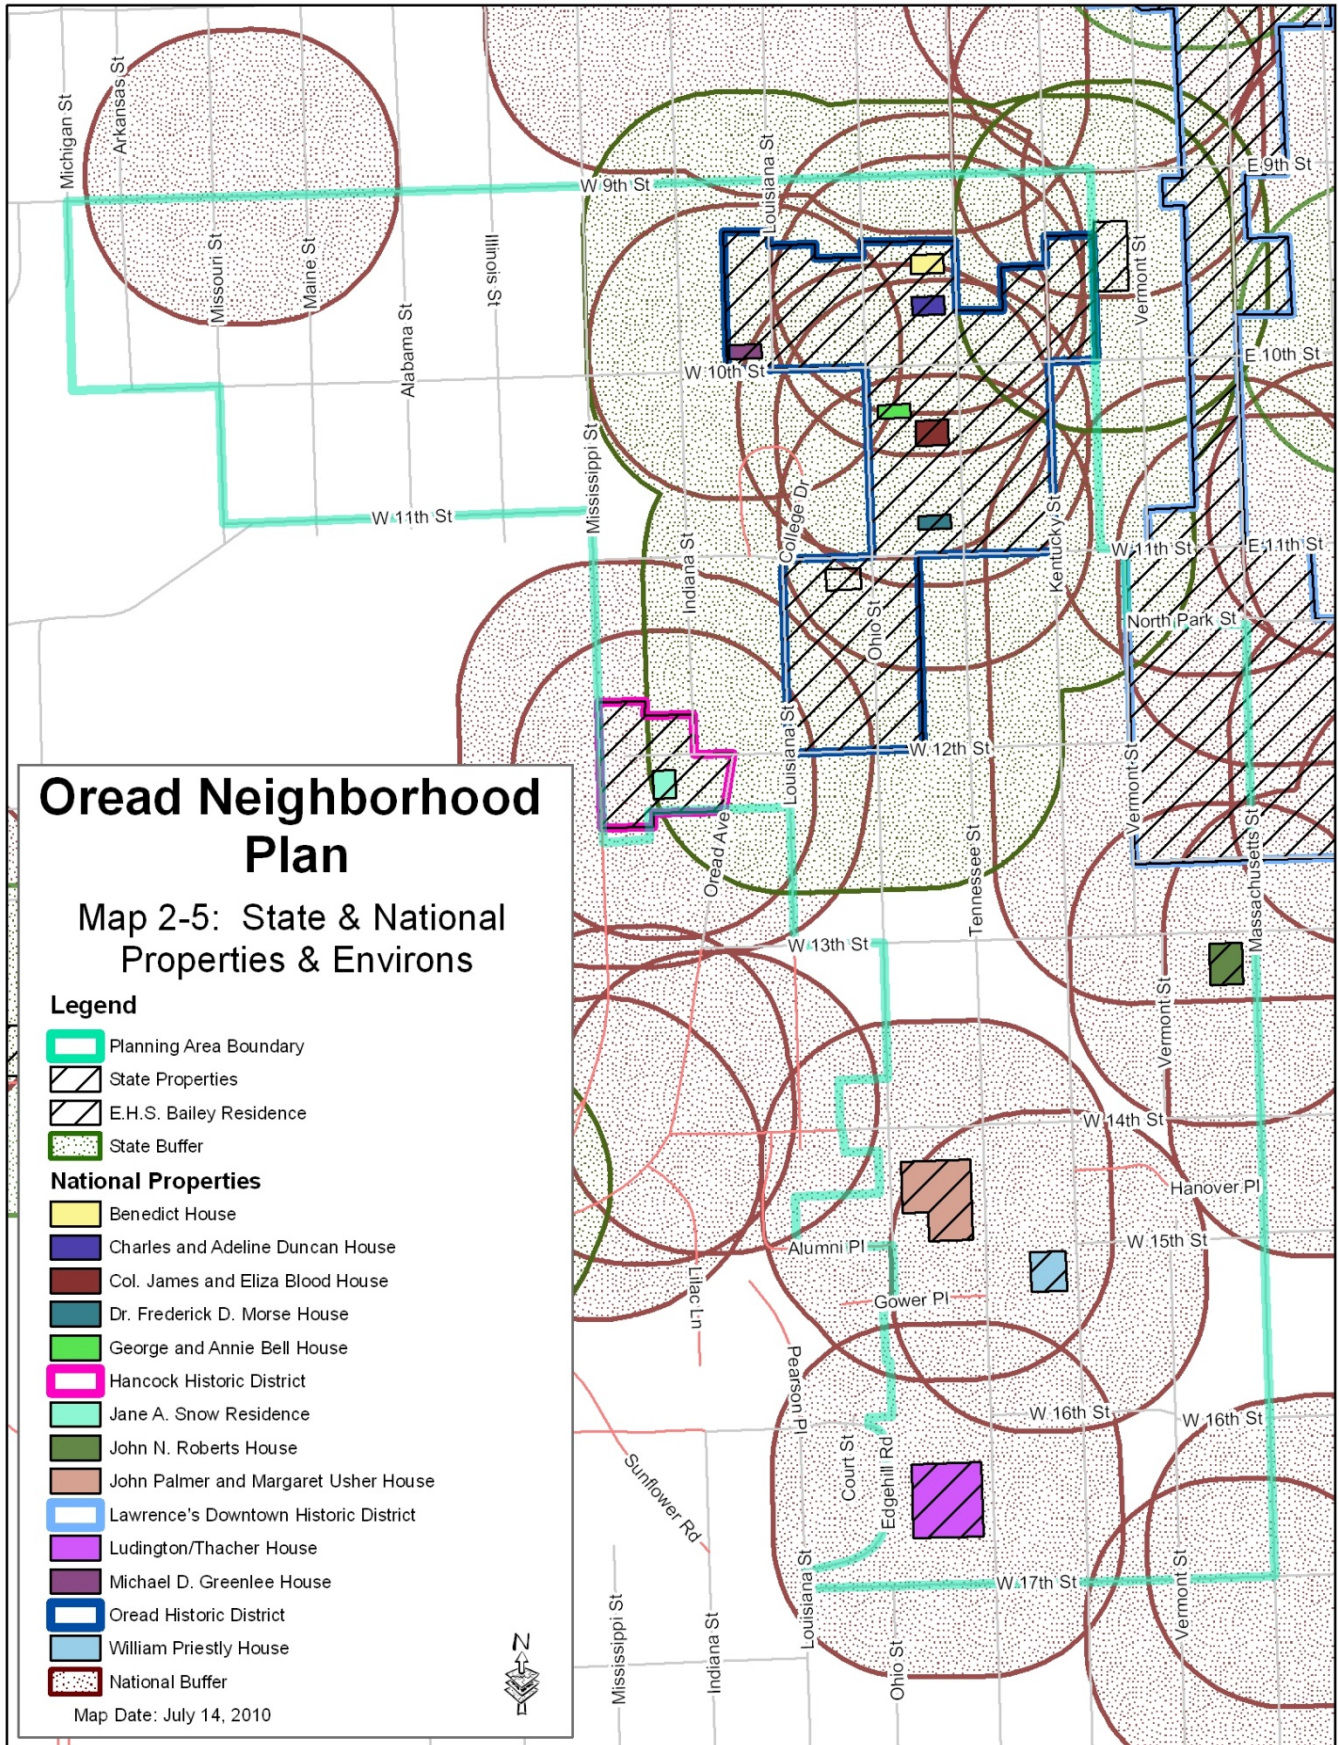 Michigan St
Arkansas St
Missouri St
Maine St
Alabama St
Illinois St
W 9th St
Louisiana St
E 9th St
Vermont St
W 10th St
E 10th St
Mississippi St
W 11th St
College Dr
Indiana St
Kentucky St
W 11th St
E 11th St
Ohio St
North Park St
Louisiana St
W 12th St
Vermont St
Oread Ave
Tennessee St
Massachusetts St
W 13th St
Vermont St
W 14th St
Hanover Pl
Alumni Pl
W 15th St
Gower Pl
Lilac Ln
Pearson Pl
W 16th St
W 16th St
Court St
Edgehill Rd
Sunflower Rd
Louisiana St
W 17th St
Vermont St
Mississippi St
Indiana St
Ohio St
Oread Neighborhood
Plan
Map 2-5: State & National
Properties & Environs
Legend
Planning Area Boundary
State Properties
E.H.S. Bailey Residence
State Buffer
National Properties
Benedict House
Charles and Adeline Duncan House
Col. James and Eliza Blood House
Dr. Frederick D. Morse House
George and Annie Bell House
Hancock Historic District
Jane A. Snow Residence
John N. Roberts House
John Palmer and Margaret Usher House
Lawrence's Downtown Historic District
Ludington/Thacher House
Michael D. Greenlee House
Oread Historic District
William Priestly House
National Buffer
Map Date: July 14, 2010
N